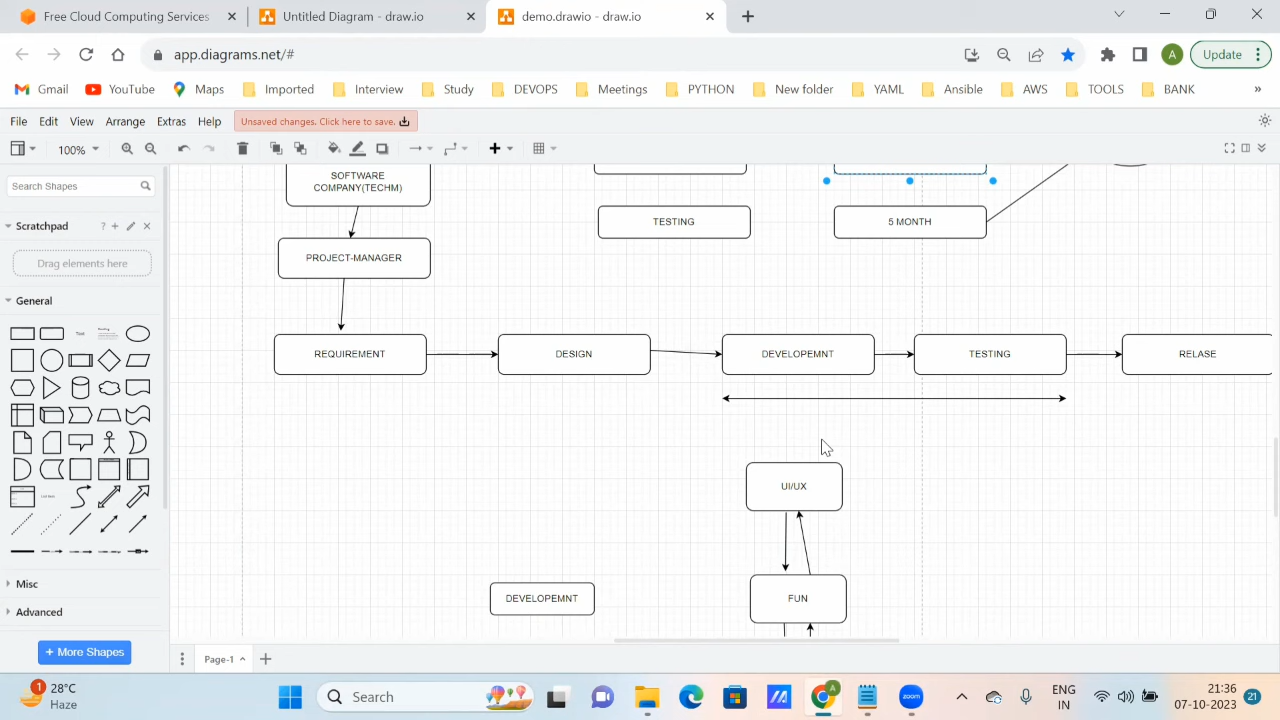 Free Cloud Computing Services
Untitled Diagram - draw.io
demo.drawio - draw.io
app.diagrams.net/#
A
Update
Gmail
YouTube
Maps
Imported
Interview
Study
DEVOPS
Meetings
PYTHON
New folder
YAML
Ansible
AWS
TOOLS
BANK
»
File
Edit
View
Arrange
Extras
Help
Unsaved changes. Click here to save.
100%
Search Shapes
Scratchpad
?
Drag elements here
General
Text
Misc
Advanced
+ More Shapes
SOFTWARE
COMPANY(TECHM)
PROJECT-MANAGER
TESTING
5 MONTH
REQUIREMENT
DESIGN
DEVELOPEMNT
TESTING
RELASE
UI/UX
DEVELOPEMNT
FUN
Page-1
1
28°C
Haze
Search
A
zoom
ENG
IN
21:36
07-10-2023
21